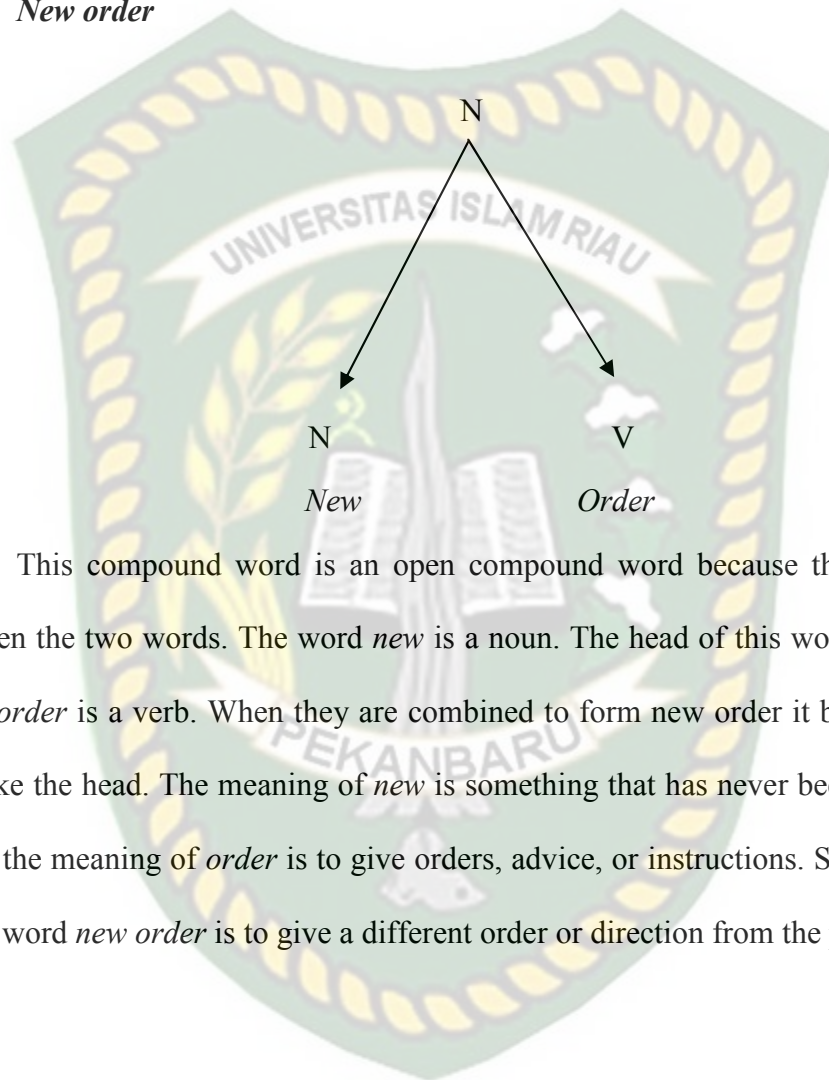 New order
N
UNIVERSITAS ISLAM RIAU
N V
New Order
This compound word is an open compound word because th
en the two words. The word new is a noun. The head of this wo
order is a verb. When they are combined to form new order it b
PEKANBARU
ke the head. The meaning of new is something that has never bee
the meaning of order is to give orders, advice, or instructions. S
word new order is to give a different order or direction from the